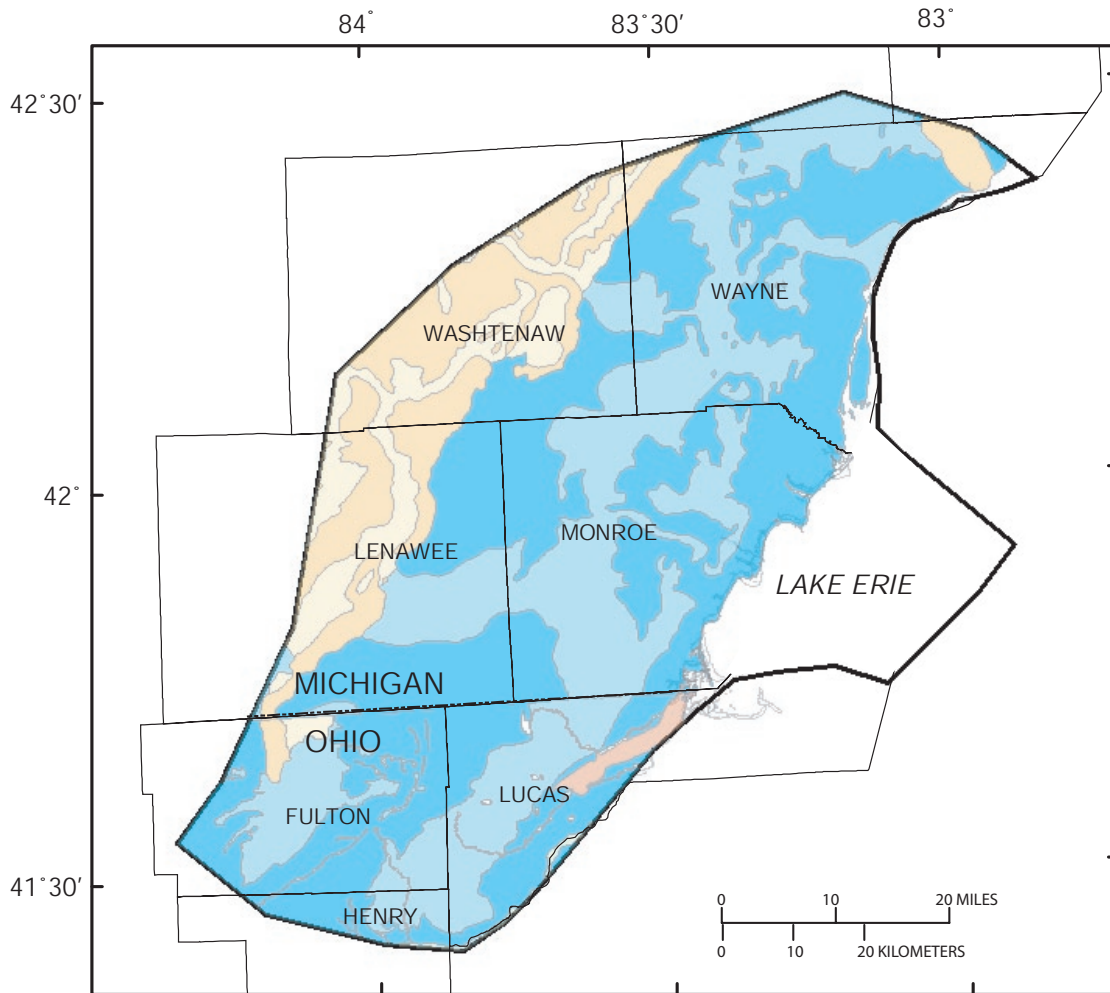 84° 83°30′ 83°
42°30′
WAYNE
WASHTENAW
42°
MONROE
LENAWEE
LAKE ERIE
MICHIGAN
OHIO
LUCAS
FULTON
41°30′
0 10 20 MILES
HENRY
0 10 20 KILOMETERS